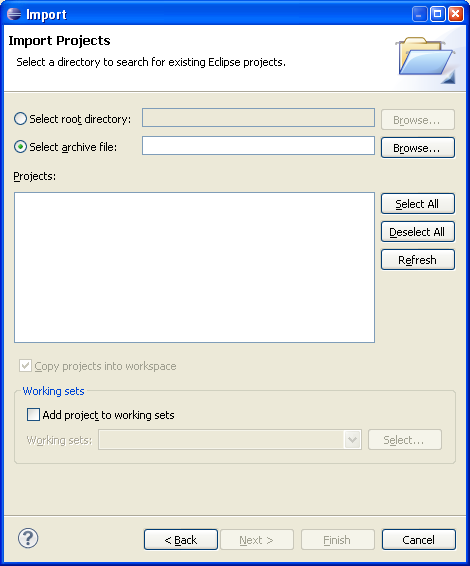 Import
Import Projects
Select a directory to search for existing Eclipse projects.
Select root directory:
Browse...
Select archive file:
Browse...
Projects:
Select All
Deselect All
Refresh
Copy projects into workspace
Working sets
Add project to working sets
Working sets:
Select...
?
< Back
Next >
Finish
Cancel